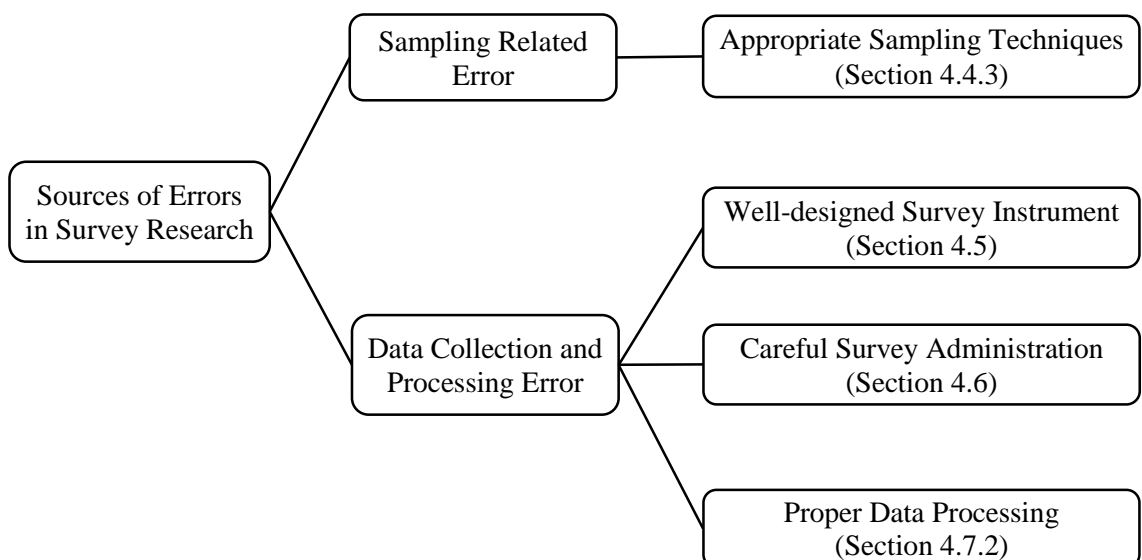 Sources of Errors
in Survey Research
Sampling Related
Error
Appropriate Sampling Techniques
(Section 4.4.3)
Data Collection and
Processing Error
Well-designed Survey Instrument
(Section 4.5)
Careful Survey Administration
(Section 4.6)
Proper Data Processing
(Section 4.7.2)